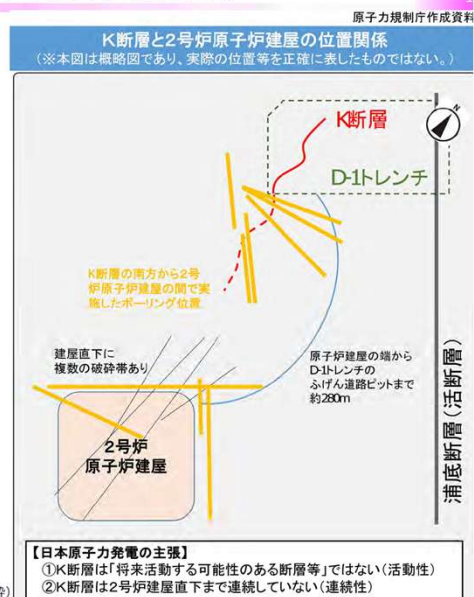 原子力規制庁作成資料
K断層と2号炉原子炉建屋の位置関係
(※本図は概略図であり、実際の位置等を正確に表したものではない。)
N
K断層
D-1トレンチ
K断層の南方から2号
炉原子炉建屋の間で実
施したボーリング位置
建屋直下に
複数の破砕帯あり
原子炉建屋の端から
D-1トレンチの
ふげん道路ピットまで
約280m
浦底断層(活断層)
2号炉
原子炉建屋
【日本原子力発電の主張】
①K断層は「将来活動する可能性のある断層等」ではない(活動性)
②K断層は2号炉建屋直下まで連続していない(連続性)